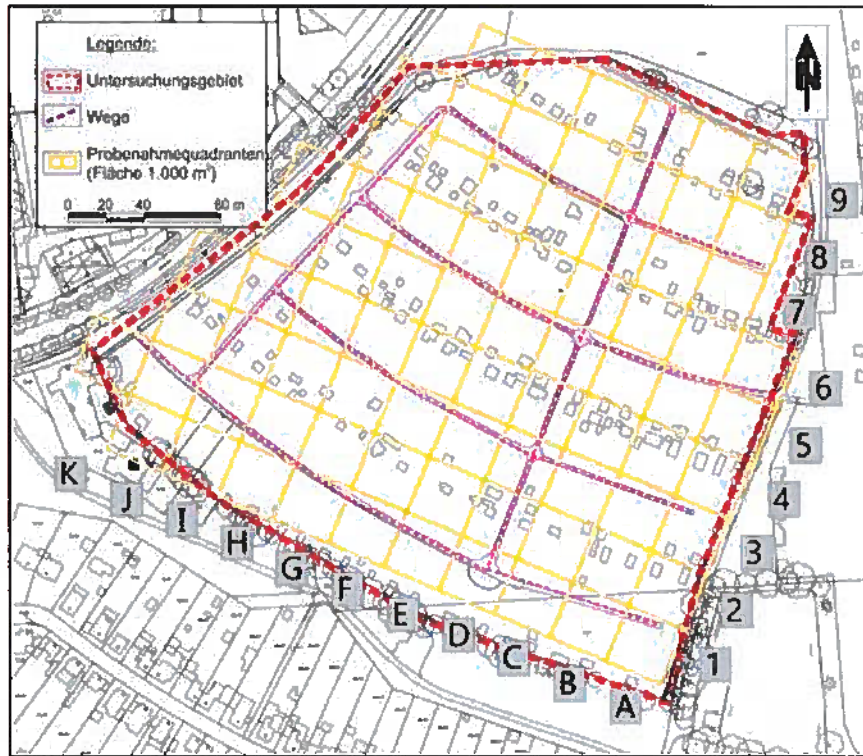 Legende:
Untersuchungsgebiet
Wege
Probenahmequadranten
(Fläche 1.000 m²)
0 20 40 80 m
N
9
8
7
6
5
4
3
2
1
K
J
I
H
G
F
E
D
C
B
A